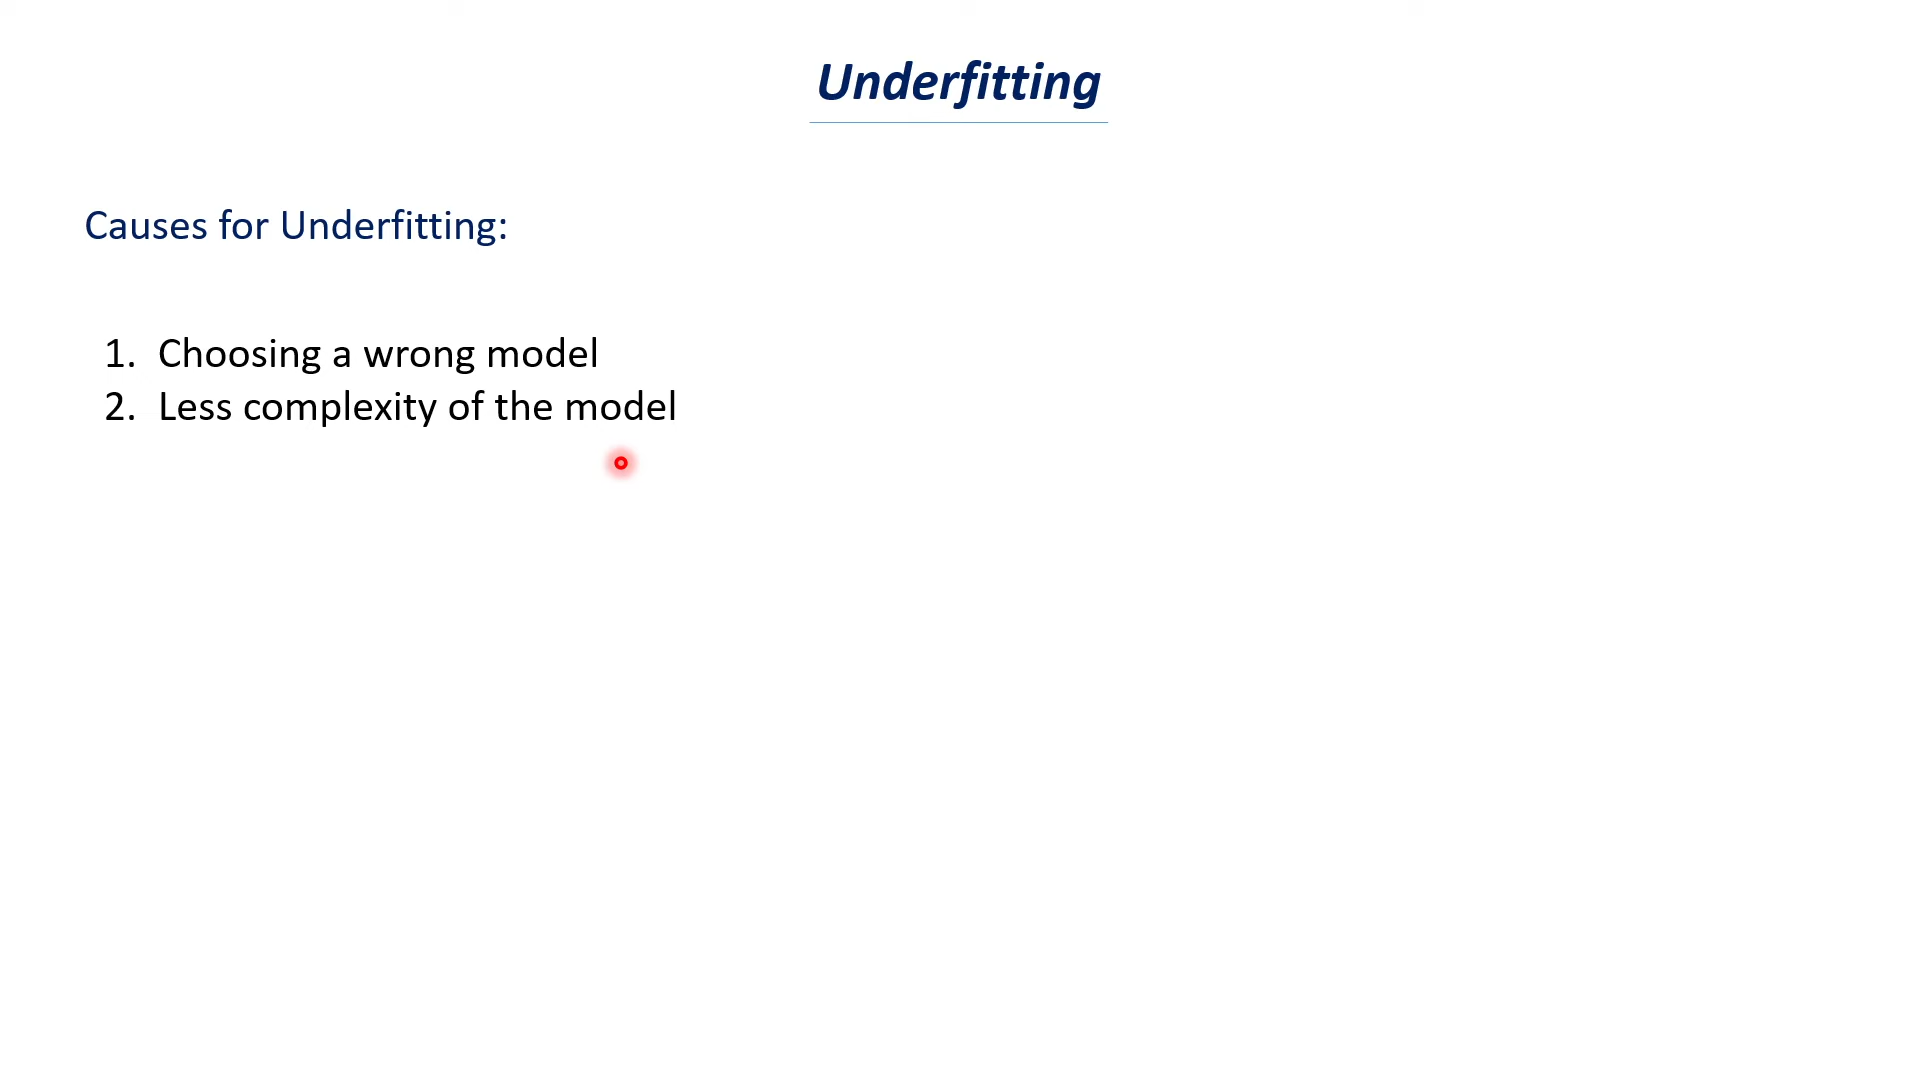 Underfitting
Causes for Underfitting:
1. Choosing a wrong model
2. Less complexity of the model